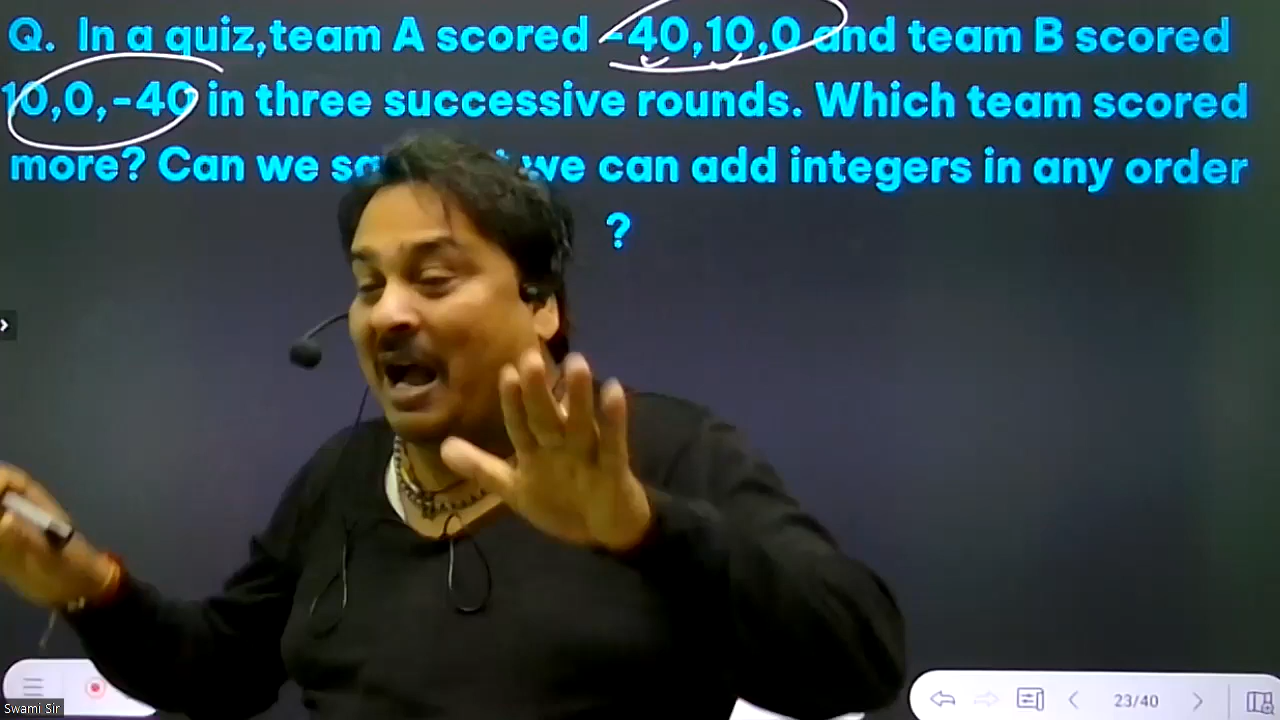 Q. In a quiz,team A scored -40,10,0 and team B scored
10,0,-40 in three successive rounds. Which team scored
more? Can we we can add integers in any order
?
23/40
Swami Sir